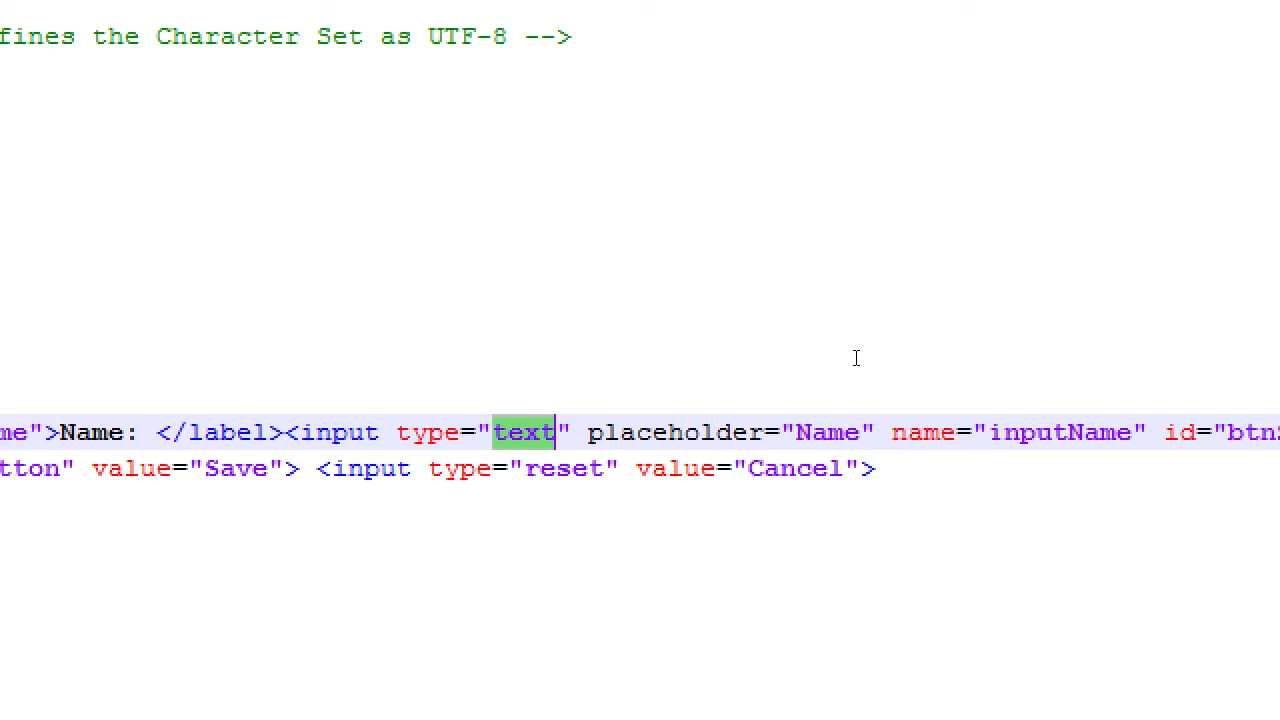 fines the Character Set as UTF-8 -->
me">Name: </label><input type="text" placeholder="Name" name="inputName" id="btn
tton" value="Save"> <input type="reset" value="Cancel">